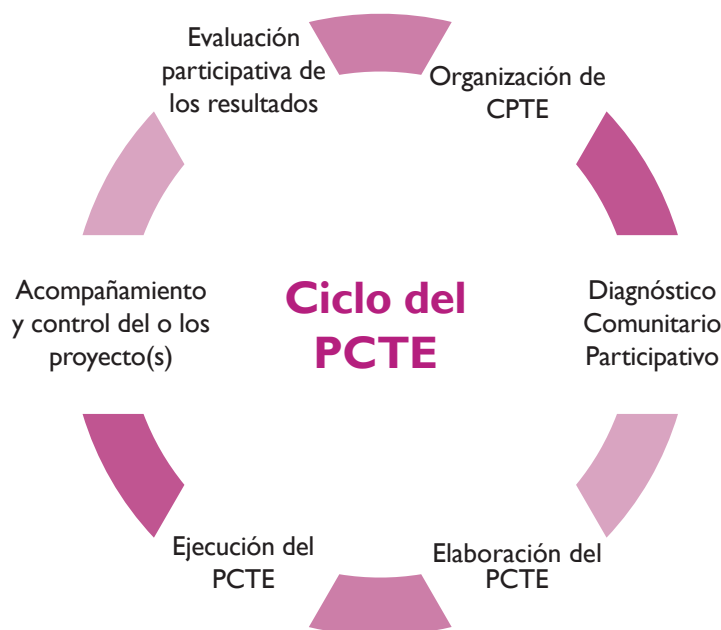 Evaluación
participativa de
los resultados
Organización de
CPTE
Acompañamiento
y control del o los
proyecto(s)
Ciclo del
PCTE
Diagnóstico
Comunitario
Participativo
Ejecución del
PCTE
Elaboración del
PCTE